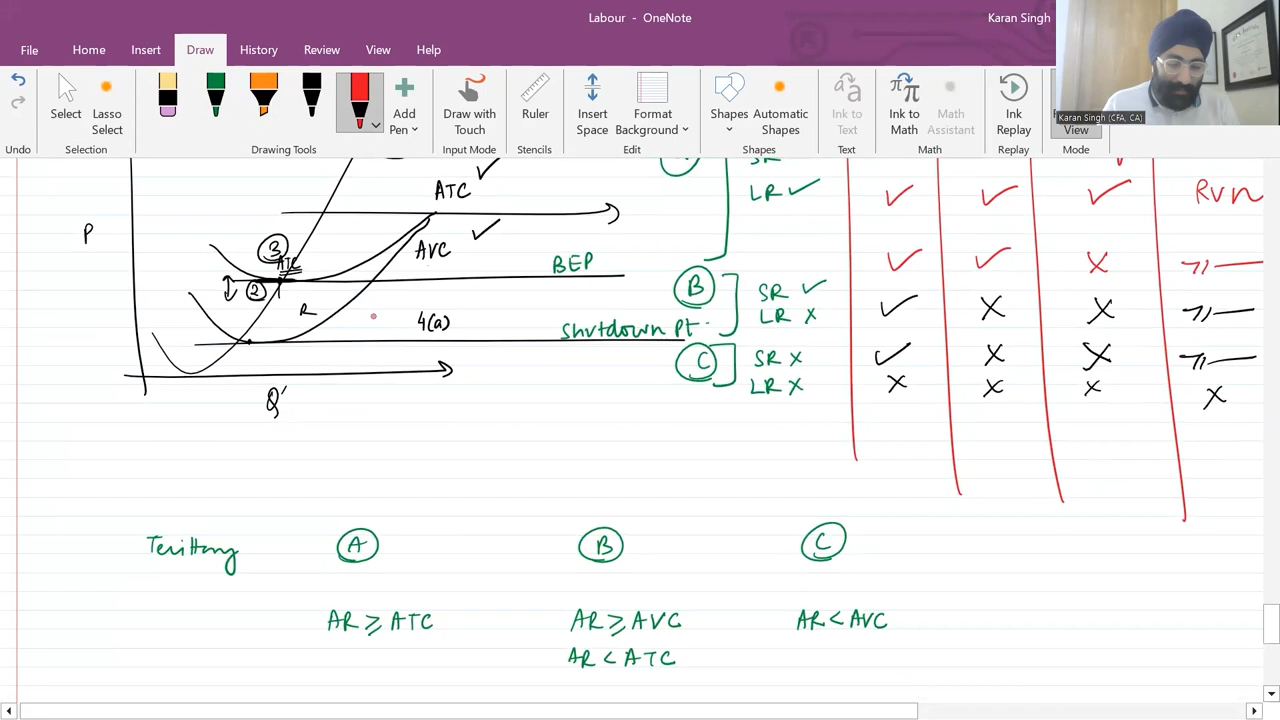 Labour - OneNote
Karan Singh
File Home Insert Draw History Review View Help
Select Lasso Select Add Pen Draw with Touch Ruler Insert Space Format Background Shapes Automatic Shapes Ink to Text Ink to Math Math Assistant Ink Replay View
Undo Selection Drawing Tools Input Mode Stencils Edit Shapes Text Math Replay Mode
Karan Singh (CFA, CA)
SR
ATC ✓
LR ✓
✓ ✓ ✓ Run
P
3
AVC ✓
ATC
BEP
✓ ✓ X
2
B
SR ✓
R
LR X
✓ X X
4(a)
Shutdown Pt.
C
SR X
✓ X X
LR X
X X X X
Q'
Terittory A B C
AR ⩾ ATC AR ⩾ AVC AR < AVC
AR < ATC